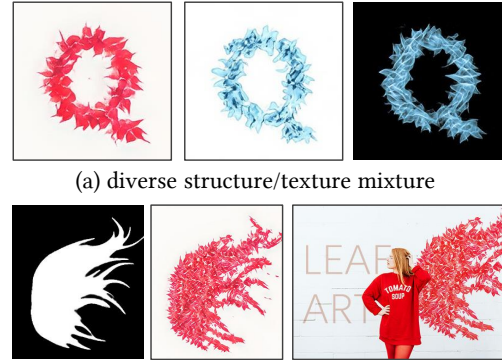 Q Q Q
(a) diverse structure/texture mixture
LEAF
ART
TOMATO
SOUP